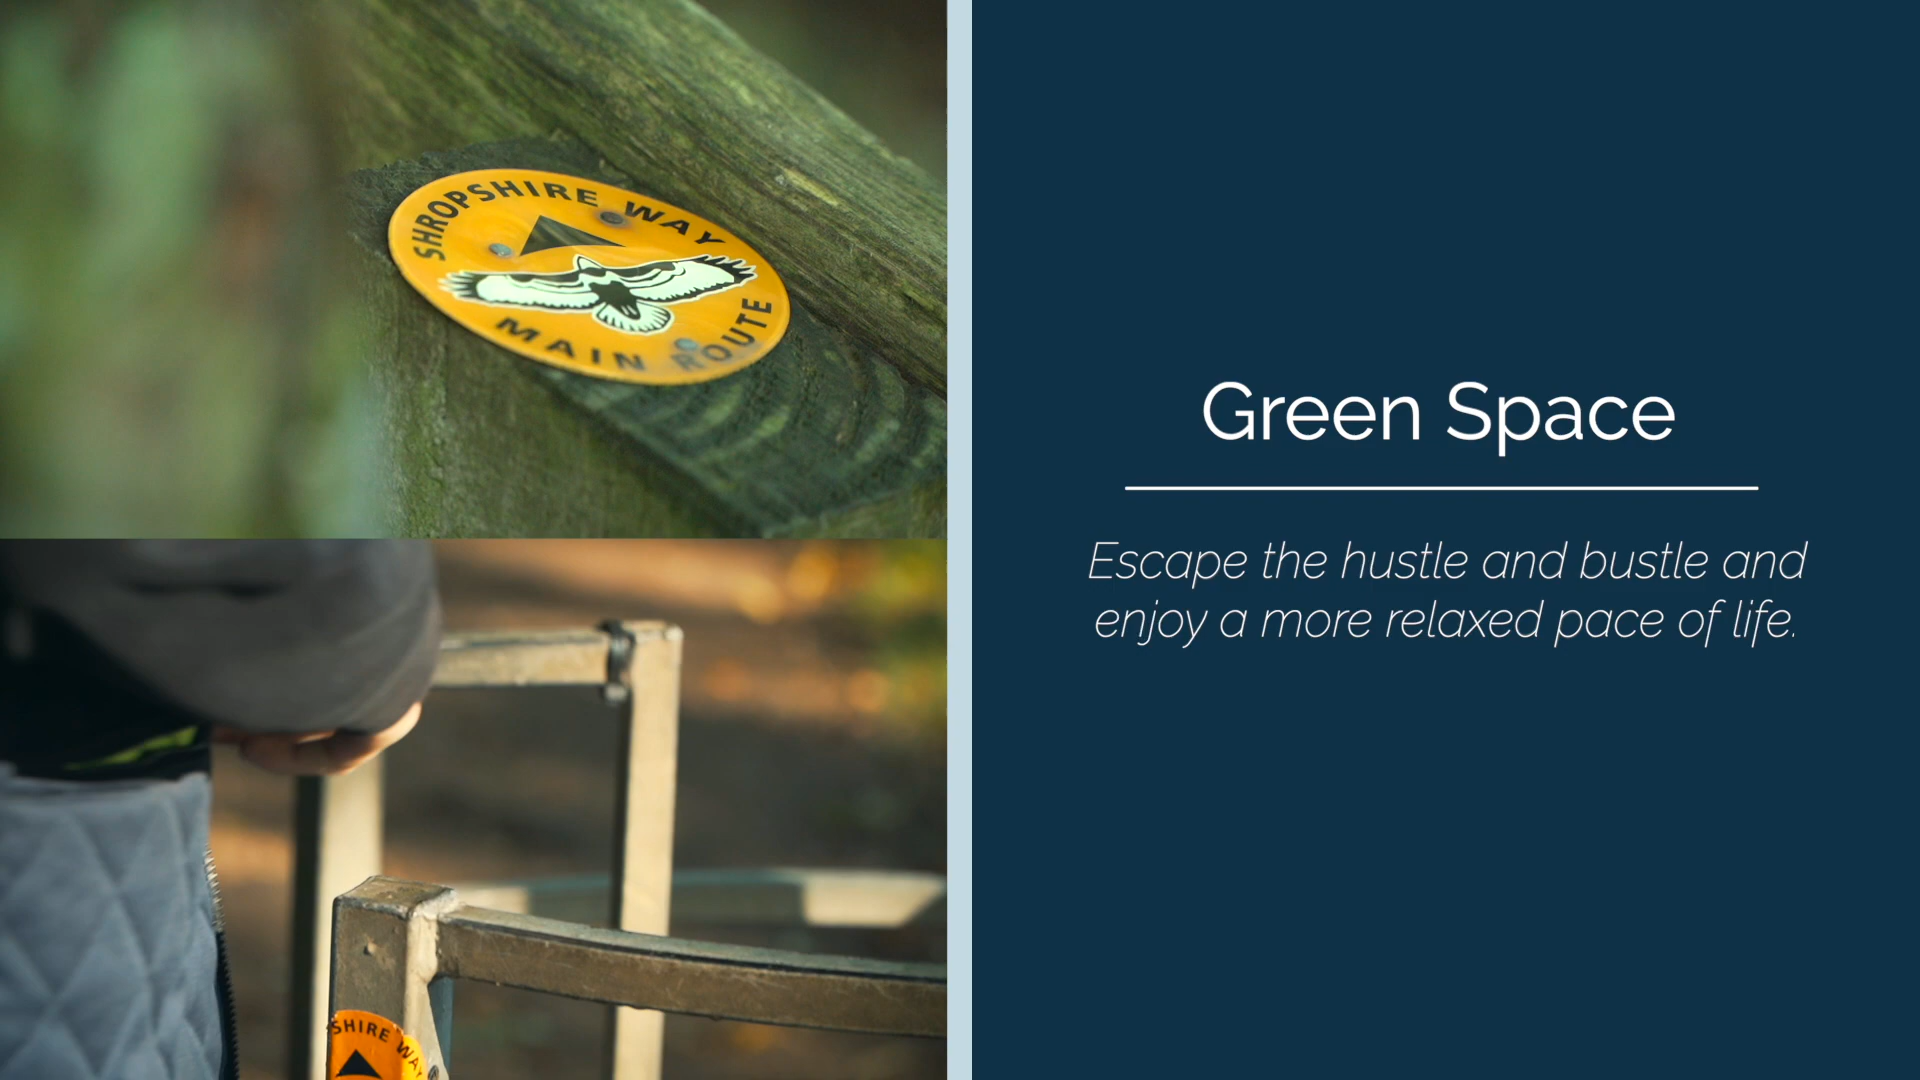 SHROPSHIRE WAY
MAIN ROUTE
SHIRE WAY
Green Space
Escape the hustle and bustle and
enjoy a more relaxed pace of life.